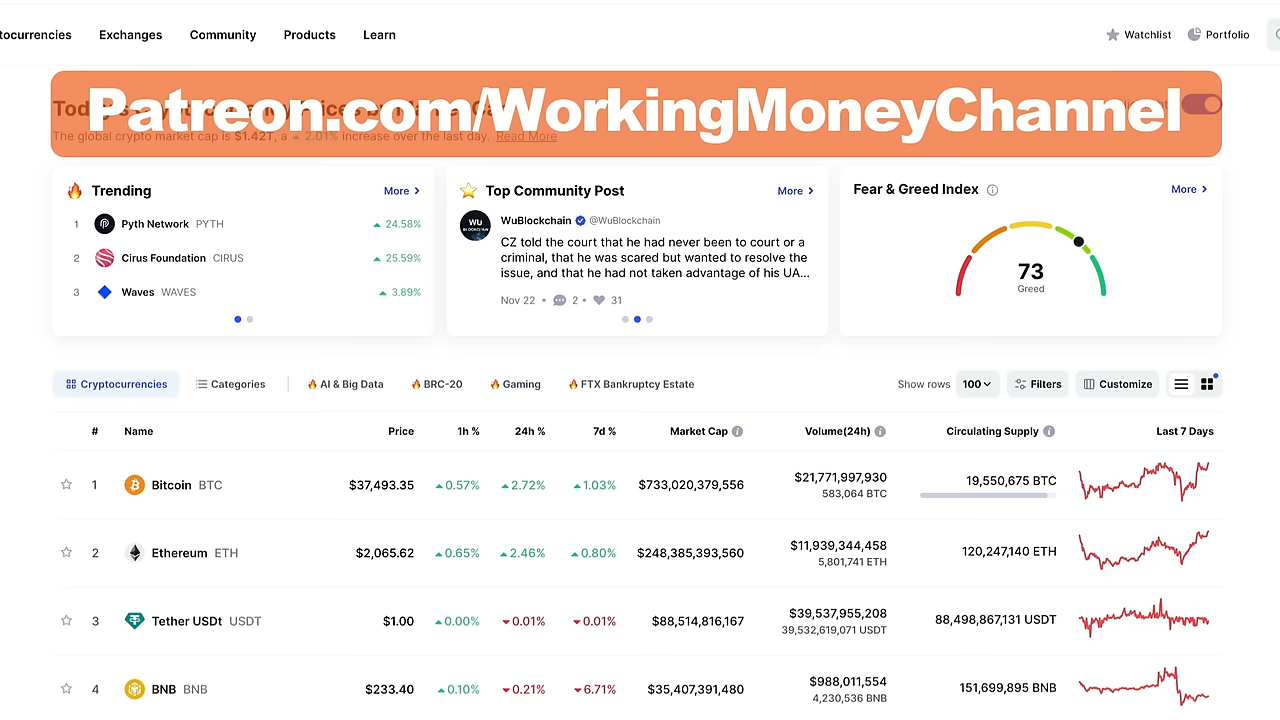 tocurrencies Exchanges Community Products Learn Watchlist Portfolio
Patreon.com/WorkingMoneyChannel
The global crypto market cap is $1.42T, a 2.01% increase over the last day. Read More
Trending More
1 Pyth Network PYTH 24.58%
2 Cirus Foundation CIRUS 25.59%
3 Waves WAVES 3.89%
Top Community Post More
WU BLOCKCHAIN
WuBlockchain @WuBlockchain
CZ told the court that he had never been to court or a
criminal, that he was scared but wanted to resolve the
issue, and that he had not taken advantage of his UA...
Nov 22 • 2 • 31
Fear & Greed Index More
73
Greed
Cryptocurrencies Categories AI & Big Data BRC-20 Gaming FTX Bankruptcy Estate Show rows 100 Filters Customize
# Name Price 1h % 24h % 7d % Market Cap Volume(24h) Circulating Supply Last 7 Days
1 Bitcoin BTC $37,493.35 0.57% 2.72% 1.03% $733,020,379,556 $21,771,997,930 19,550,675 BTC
583,064 BTC
2 Ethereum ETH $2,065.62 0.65% 2.46% 0.80% $248,385,393,560 $11,939,344,458 120,247,140 ETH
5,801,741 ETH
3 Tether USDt USDT $1.00 0.00% 0.01% 0.01% $88,514,816,167 $39,537,955,208 88,498,867,131 USDT
39,532,619,071 USDT
4 BNB BNB $233.40 0.10% 0.21% 6.71% $35,407,391,480 $988,011,554 151,699,895 BNB
4,230,536 BNB